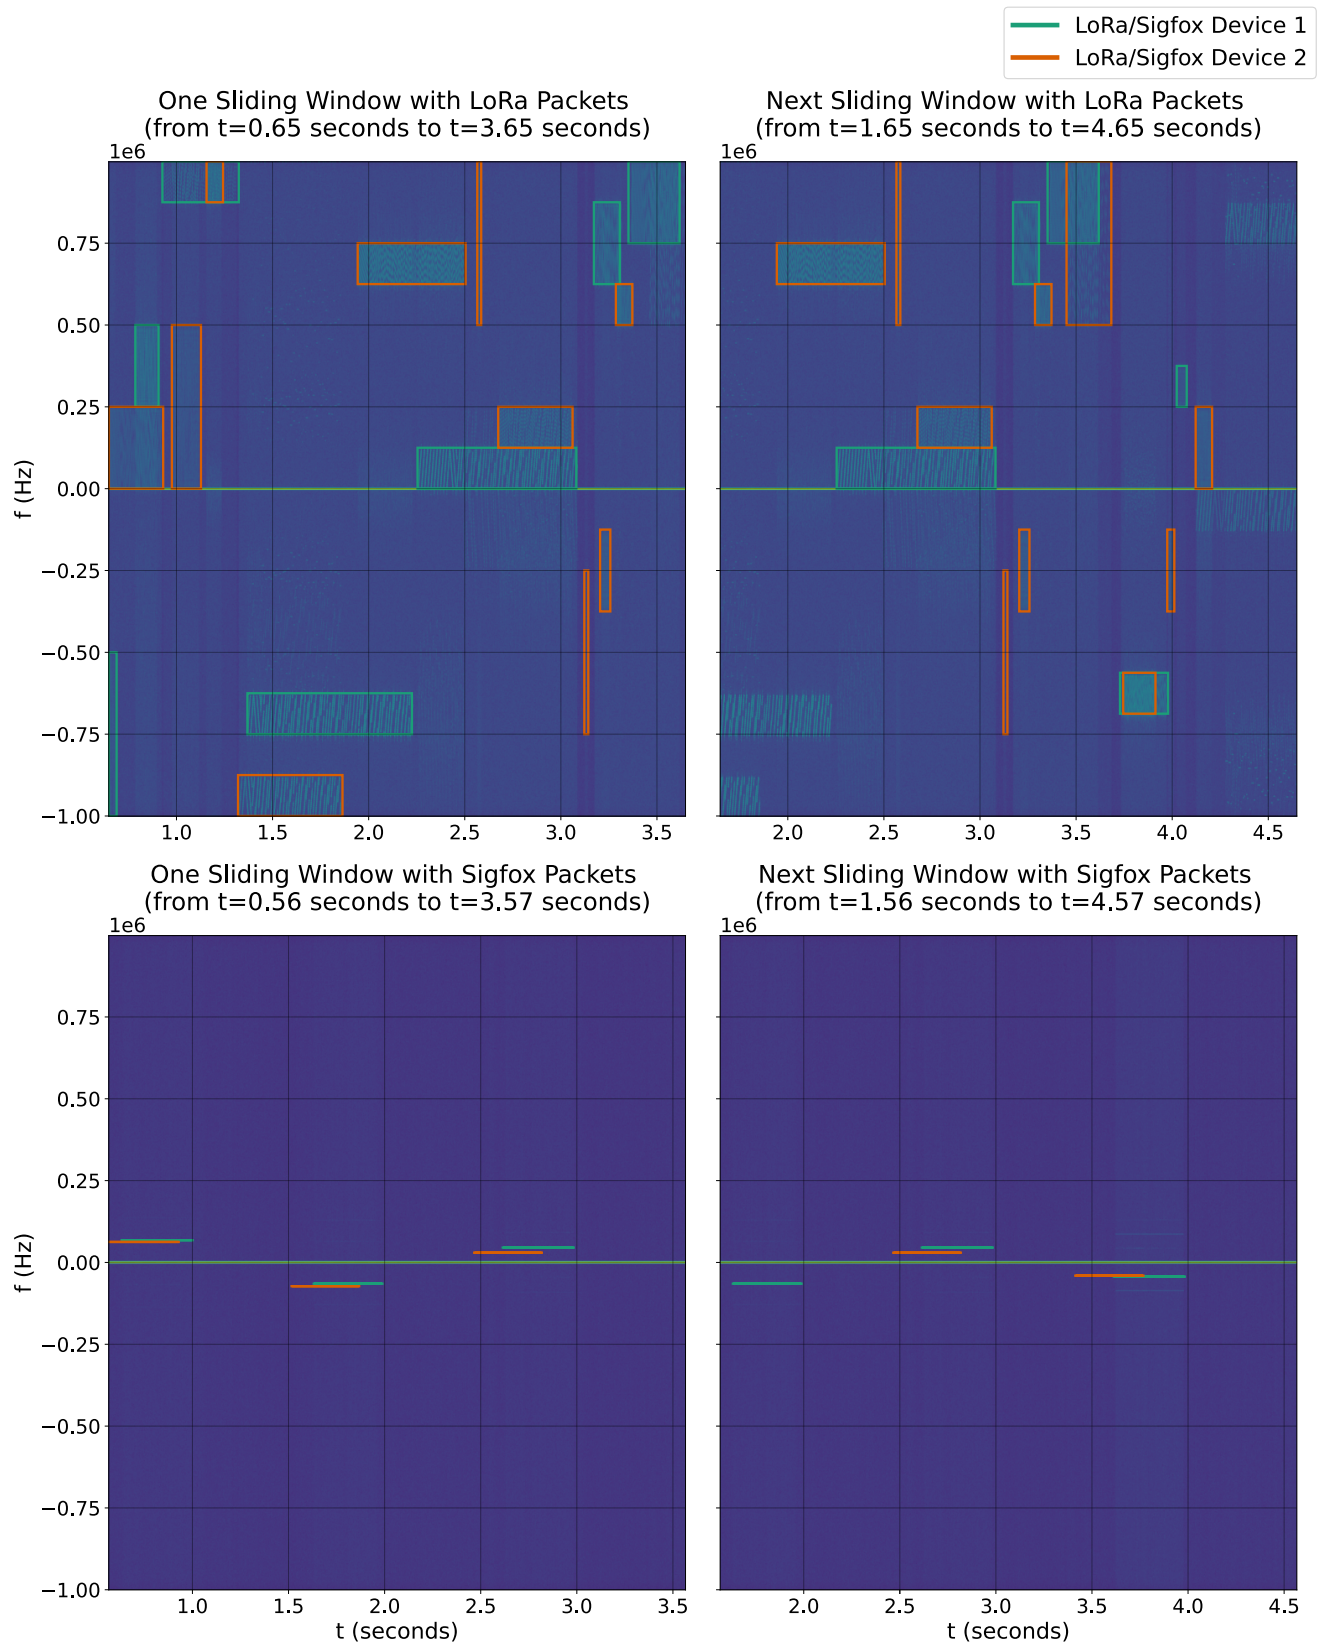 LoRa/Sigfox Device 1
LoRa/Sigfox Device 2
One Sliding Window with LoRa Packets
(from t=0.65 seconds to t=3.65 seconds)
Next Sliding Window with LoRa Packets
(from t=1.65 seconds to t=4.65 seconds)
1e6
1e6
0.75
0.50
0.25
0.00
−0.25
−0.50
−0.75
−1.00
f (Hz)
1.0 1.5 2.0 2.5 3.0 3.5
2.0 2.5 3.0 3.5 4.0 4.5
One Sliding Window with Sigfox Packets
(from t=0.56 seconds to t=3.57 seconds)
Next Sliding Window with Sigfox Packets
(from t=1.56 seconds to t=4.57 seconds)
1e6
1e6
0.75
0.50
0.25
0.00
−0.25
−0.50
−0.75
−1.00
f (Hz)
1.0 1.5 2.0 2.5 3.0 3.5
2.0 2.5 3.0 3.5 4.0 4.5
t (seconds)
t (seconds)